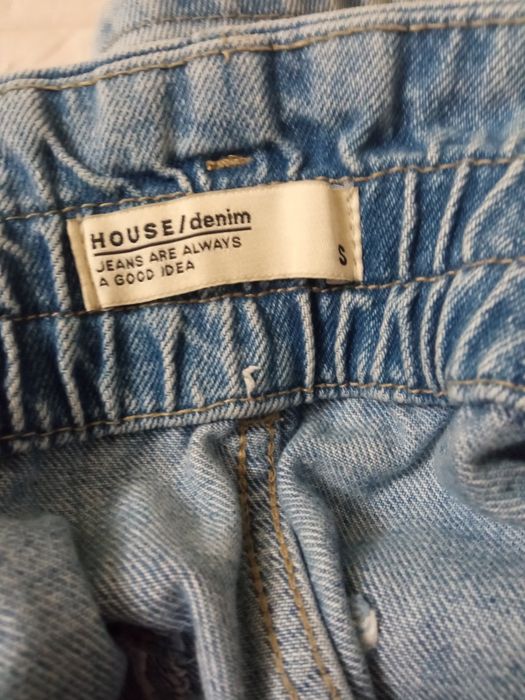 HOUSE/denim
JEANS ARE ALWAYS
A GOOD IDEA
S